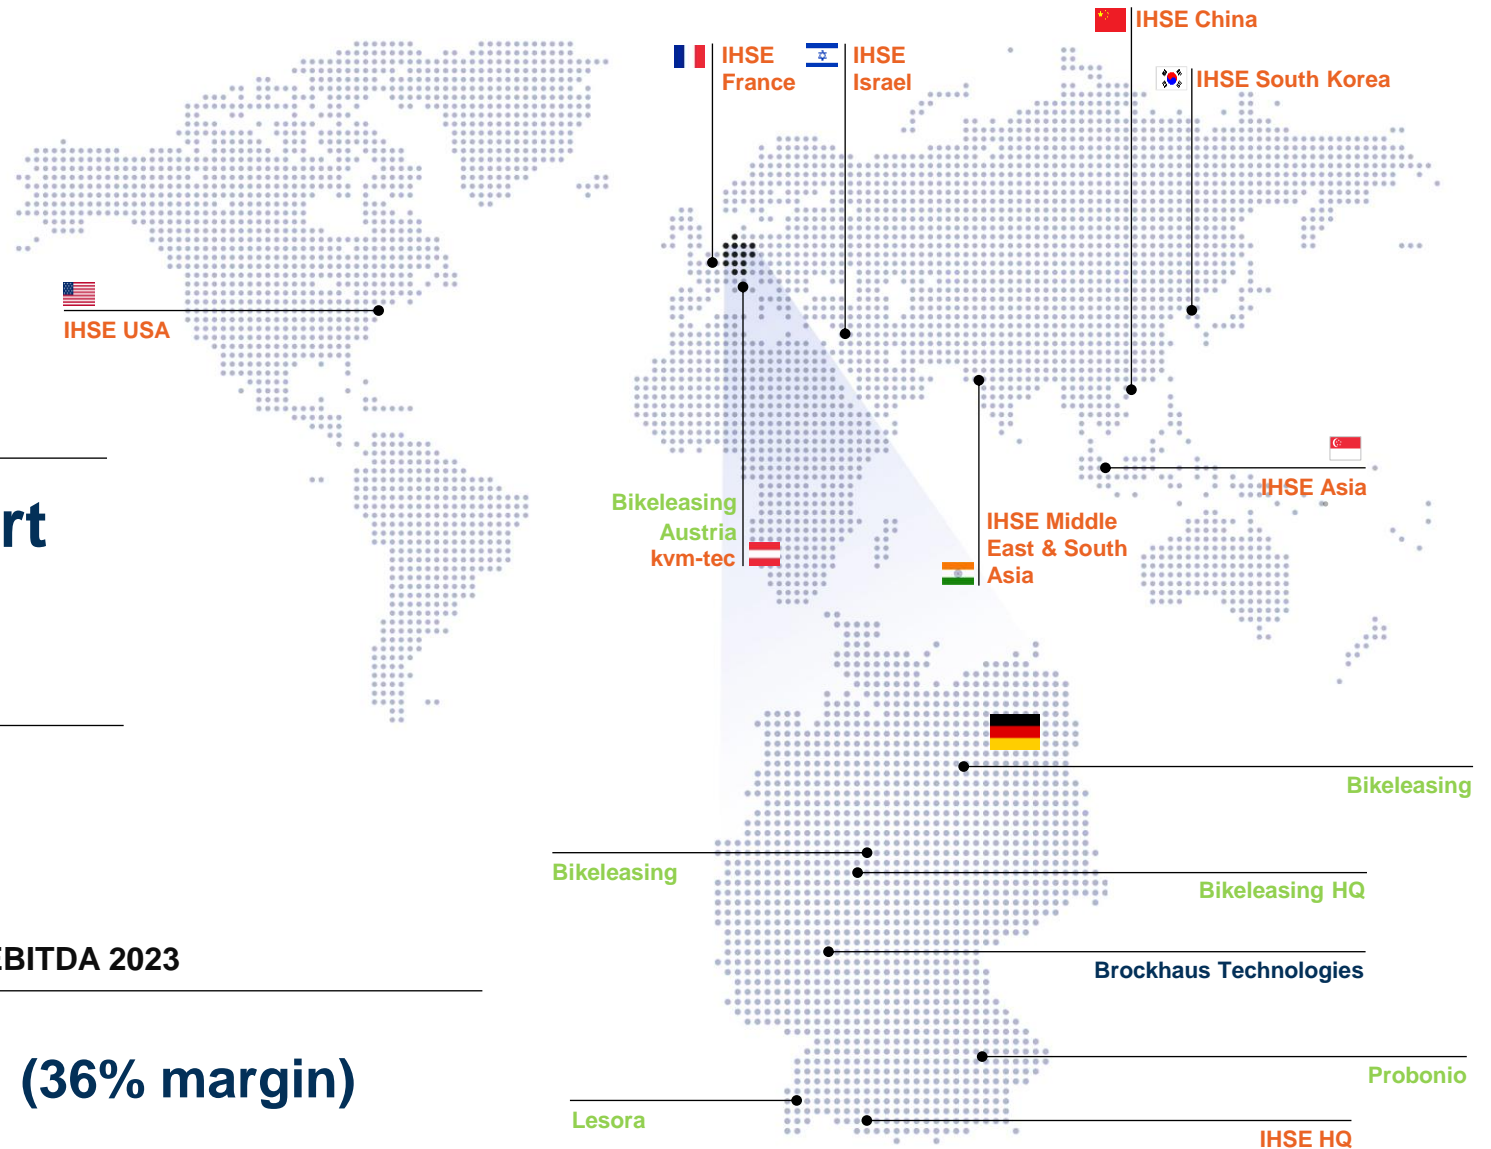 IHSE China
IHSE
France
IHSE
Israel
IHSE South Korea
IHSE USA
IHSE Asia
Bikeleasing
Austria
kvm-tec
IHSE Middle
East & South
Asia
Bikeleasing
Bikeleasing
Bikeleasing HQ
EBITDA 2023
Brockhaus Technologies
(36% margin)
Probonio
Lesora
IHSE HQ